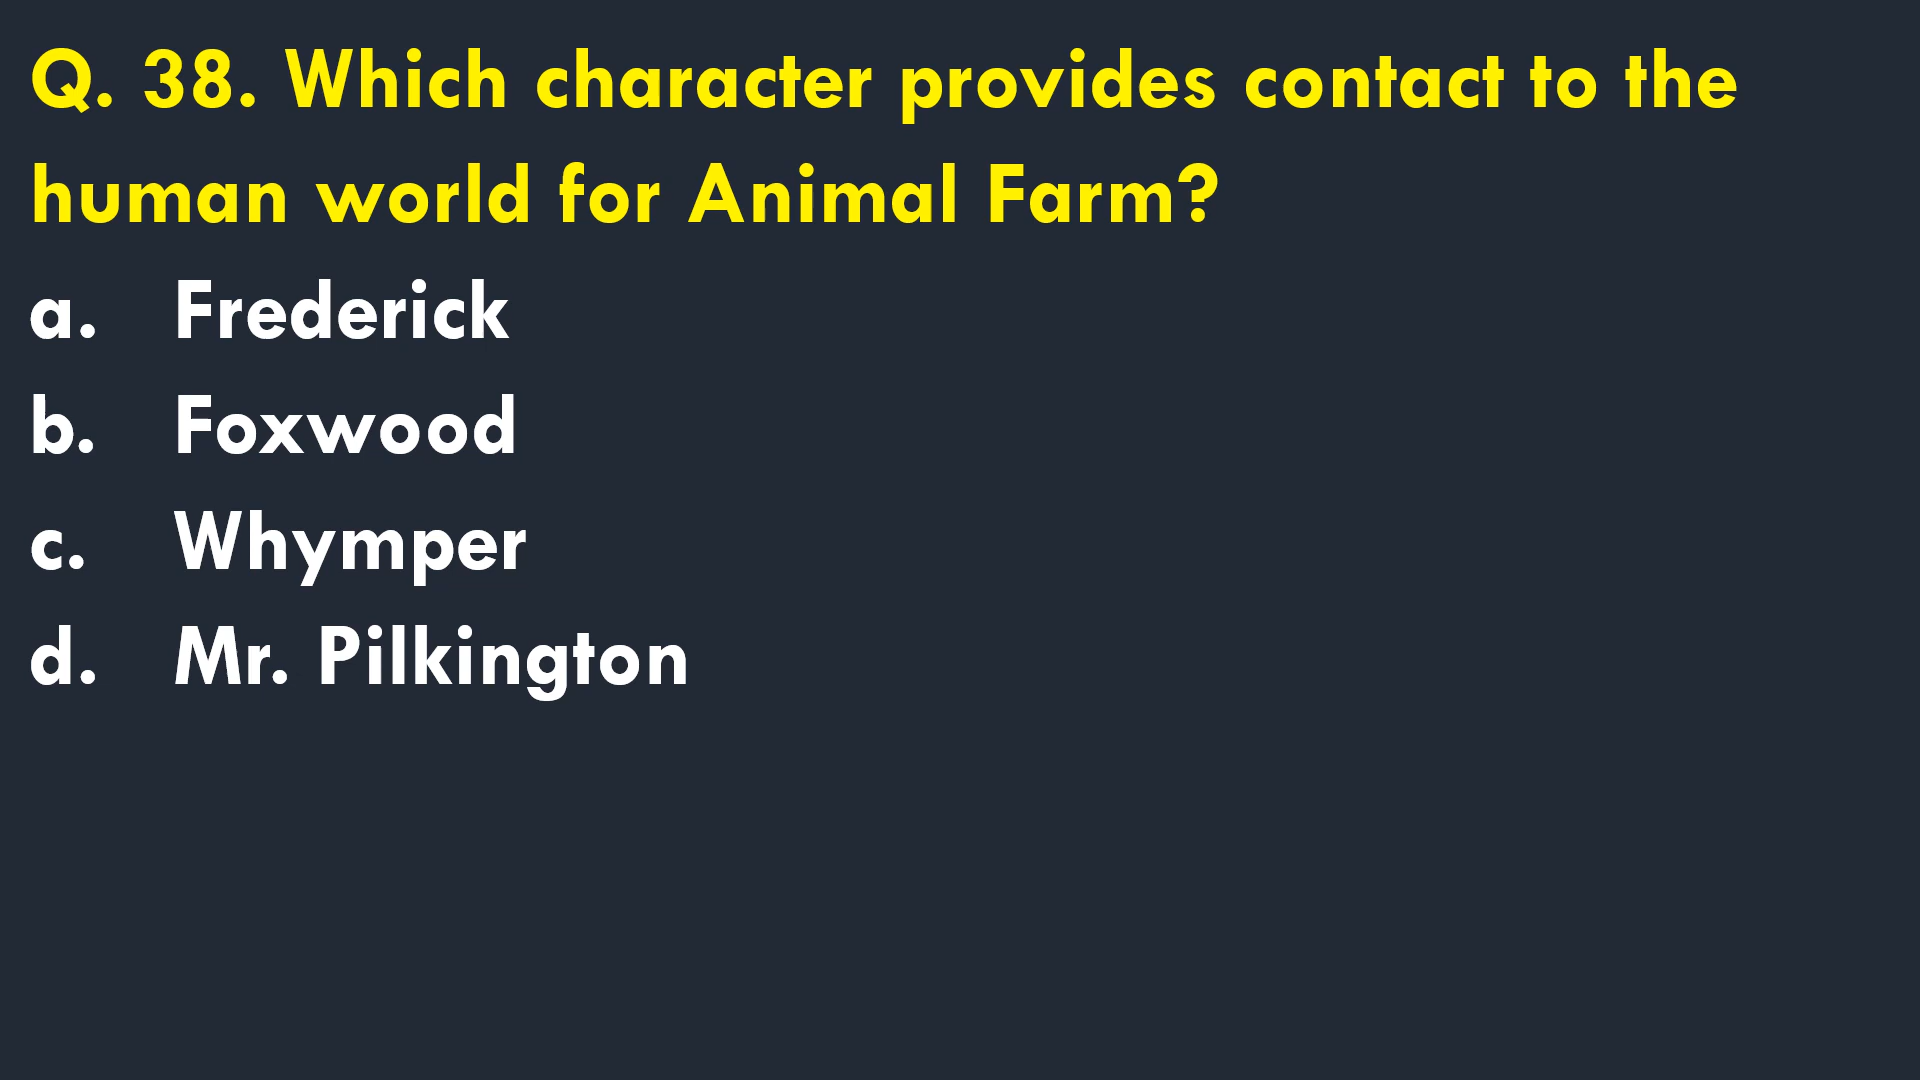 Q. 38. Which character provides contact to the
human world for Animal Farm?
a. Frederick
b. Foxwood
c. Whymper
d. Mr. Pilkington